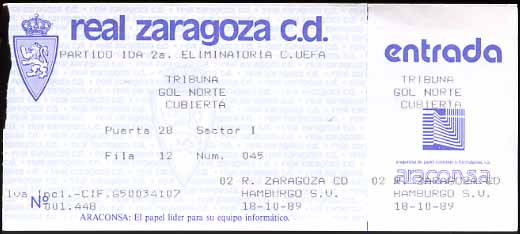 real zaragoza c.d.
PARTIDO IDA 2a. ELIMINATORIA C.UEFA
TRIBUNA
GOL NORTE
CUBIERTA
Puerta 28 Sector I
Fila 12 Num. 045
02 R. ZARAGOZA CD
Iva incl.-CIF.G50034107 HAMBURGO S.V.
Nº 001.448 18-10-89
ARACONSA: El papel líder para su equipo informático.
entrada
TRIBUNA
GOL NORTE
CUBIERTA
araconsa
02 R. ZARAGOZA CD
HAMBURGO S.V.
18-10-89